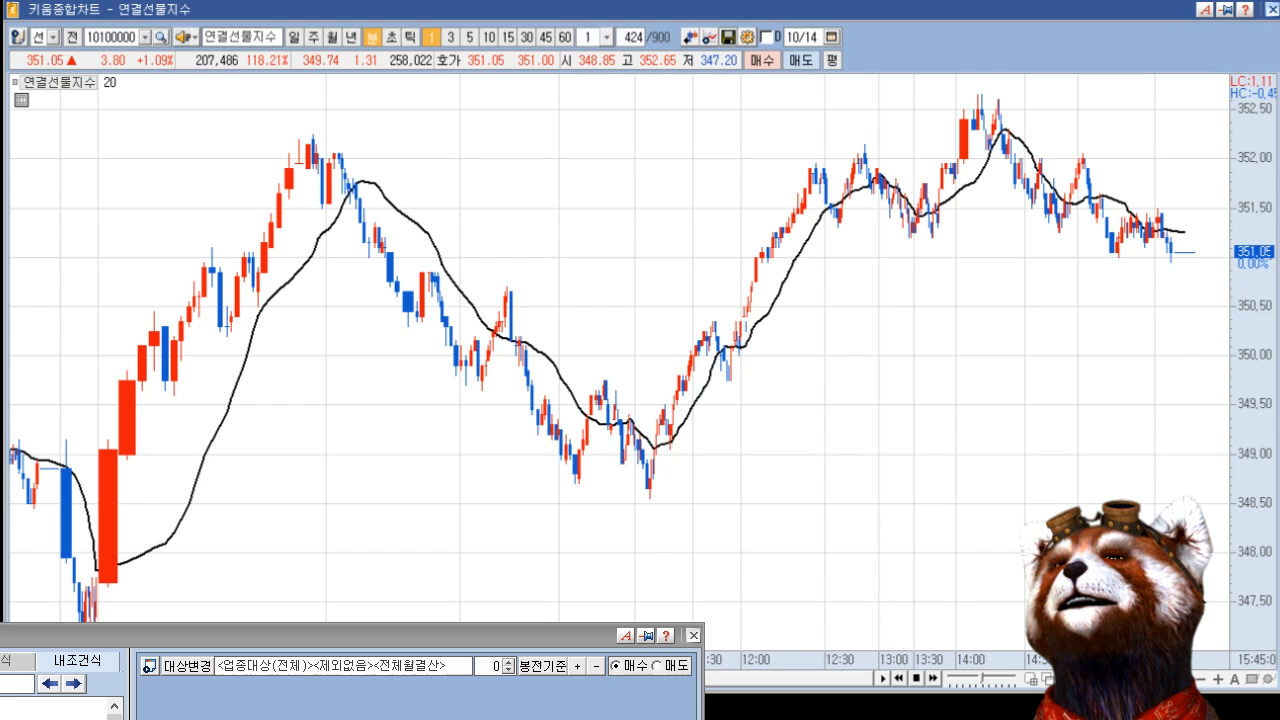 키움종합차트 - 연결선물지수
선 전 10100000 연결선물지수 일 주 월 년 분 초 틱 1 3 5 10 15 30 45 60 1 424 /900 D 10/14
351.05 ▲ 3.80 +1.09% 207,486 118.21% 349.74 1.31 258,022 호가 351.05 351.00 시 348.85 고 352.65 저 347.20 매수 매도 평
연결선물지수 20
LC:1,11
HC:-0,45
352,50
352,00
351,50
351,05
0,00%
350,50
350,00
349,50
349,00
348,50
348,00
347,50
:30 12:00 12:30 13:00 13:30 14:00 14:3 15:45:0
식 내조건식
대상변경 <업종대상(전체)><제외없음><전체월결산> 0 봉전기준 + - 매수 매도
A